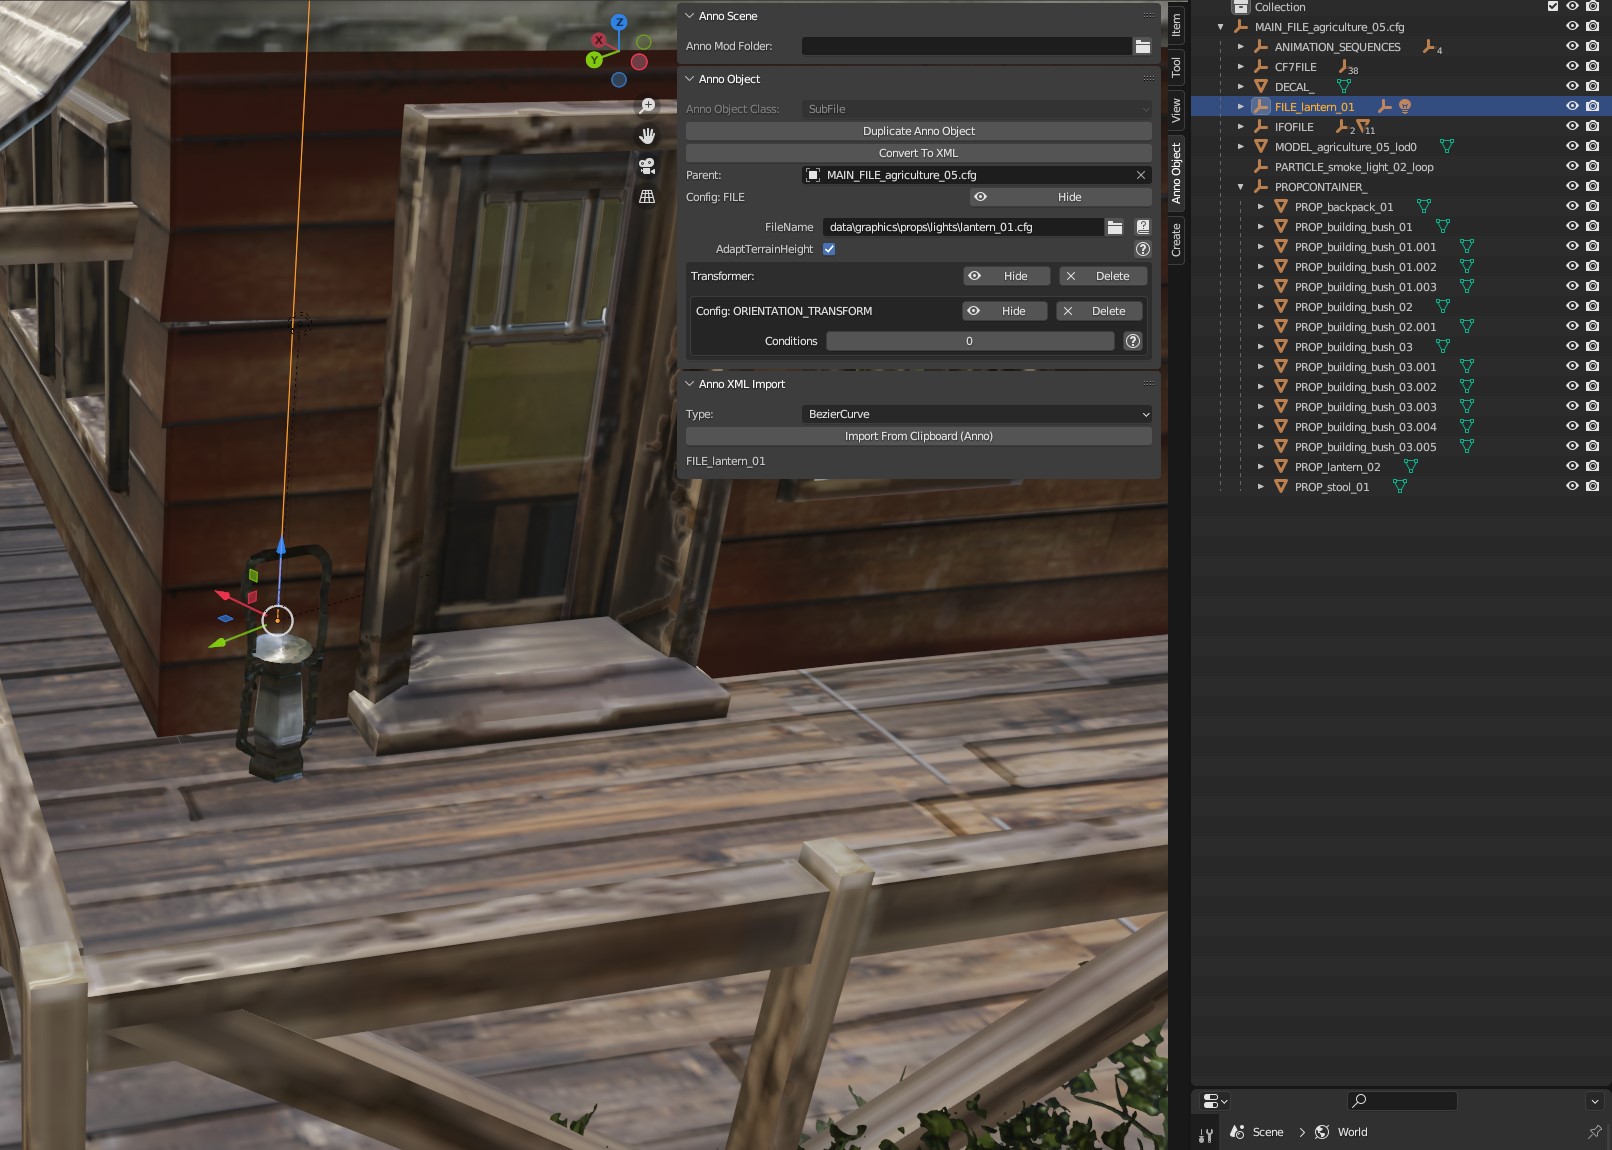 Anno Scene
Anno Mod Folder:
Anno Object
Anno Object Class: SubFile
Duplicate Anno Object
Convert To XML
Parent: MAIN_FILE_agriculture_05.cfg
Config: FILE Hide
FileName data\graphics\props\lights\lantern_01.cfg
AdaptTerrainHeight
Transformer: Hide Delete
Config: ORIENTATION_TRANSFORM Hide Delete
Conditions 0
Anno XML Import
Type: BezierCurve
Import From Clipboard (Anno)
FILE_lantern_01
Z
X
Y
Item
Tool
View
Anno Object
Create
Collection
MAIN_FILE_agriculture_05.cfg
ANIMATION_SEQUENCES 4
CF7FILE 38
DECAL_
FILE_lantern_01
IFOFILE 2 11
MODEL_agriculture_05_lod0
PARTICLE_smoke_light_02_loop
PROPCONTAINER_
PROP_backpack_01
PROP_building_bush_01
PROP_building_bush_01.001
PROP_building_bush_01.002
PROP_building_bush_01.003
PROP_building_bush_02
PROP_building_bush_02.001
PROP_building_bush_03
PROP_building_bush_03.001
PROP_building_bush_03.002
PROP_building_bush_03.003
PROP_building_bush_03.004
PROP_building_bush_03.005
PROP_lantern_02
PROP_stool_01
Scene > World